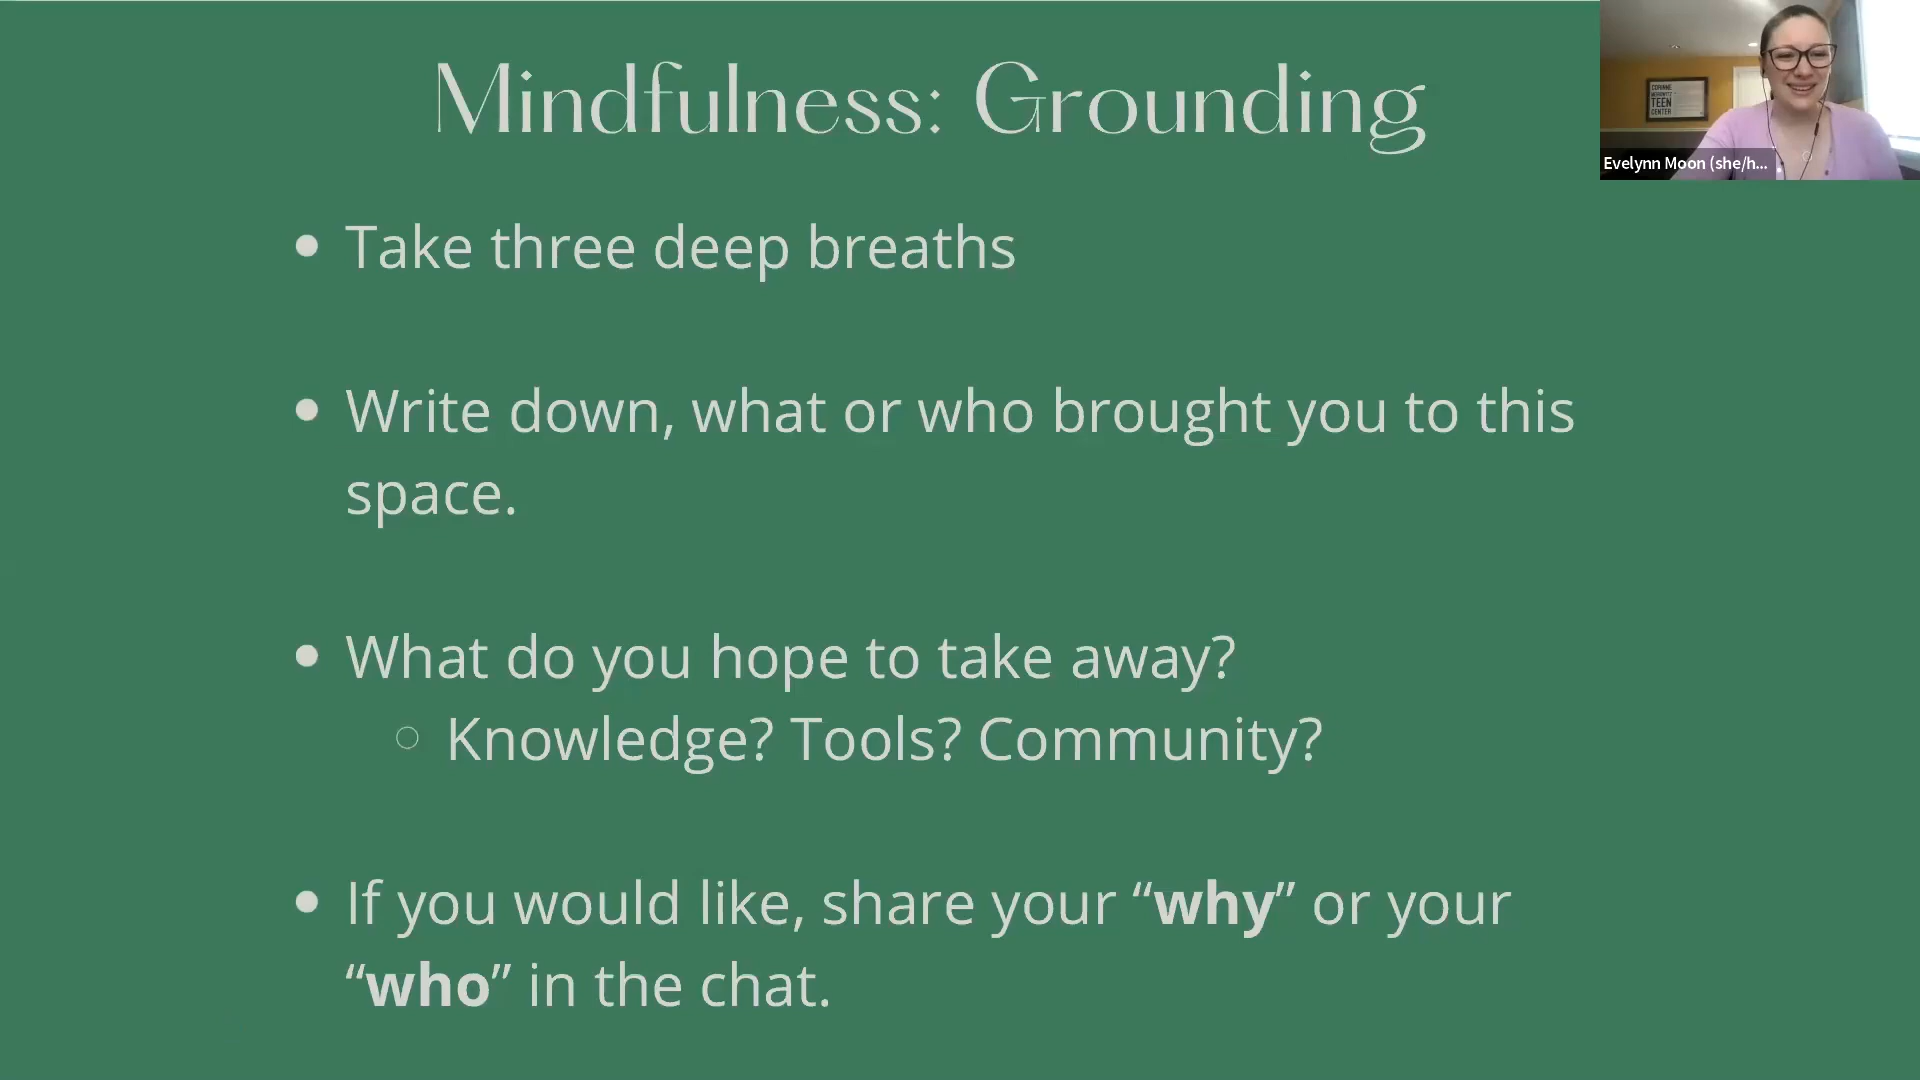 Mindfulness: Grounding
Take three deep breaths
Write down, what or who brought you to this
space.
What do you hope to take away?
Knowledge? Tools? Community?
If you would like, share your “why” or your
“who” in the chat.
TEEN
CENTER
Evelynn Moon (she/h...